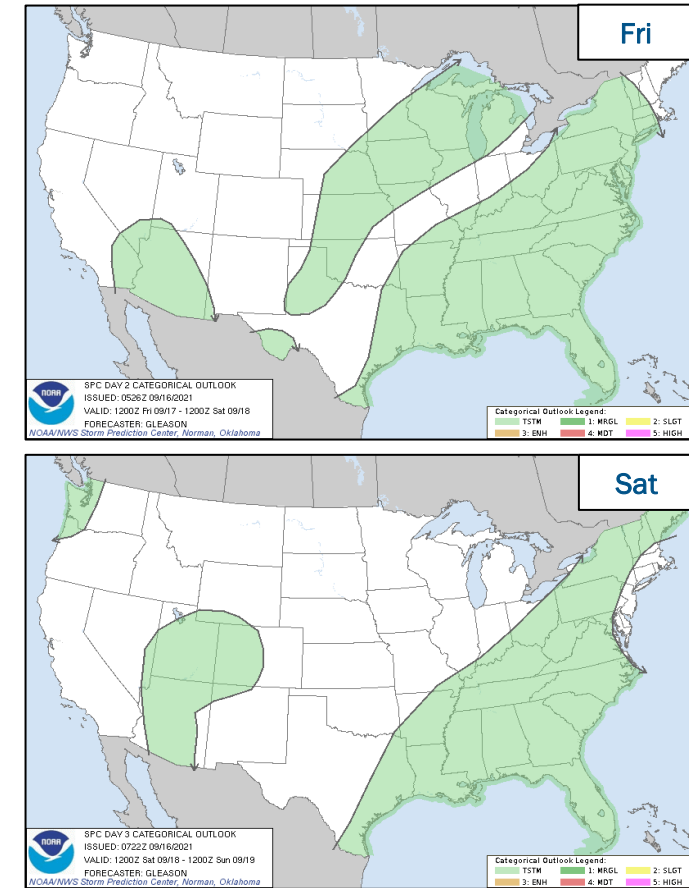 Fri
NOAA
SPC DAY 2 CATEGORICAL OUTLOOK
ISSUED: 0526Z 09/16/2021
VALID: 1200Z Fri 09/17 - 1200Z Sat 09/18
FORECASTER: GLEASON
NOAA/NWS Storm Prediction Center, Norman, Oklahoma
Categorical Outlook Legend:
TSTM 1: MRGL 2: SLGT
3: ENH 4: MDT 5: HIGH
Sat
NOAA
SPC DAY 3 CATEGORICAL OUTLOOK
ISSUED: 0722Z 09/16/2021
VALID: 1200Z Sat 09/18 - 1200Z Sun 09/19
FORECASTER: GLEASON
NOAA/NWS Storm Prediction Center, Norman, Oklahoma
Categorical Outlook Legend:
TSTM 1: MRGL 2: SLGT
3: ENH 4: MDT 5: HIGH